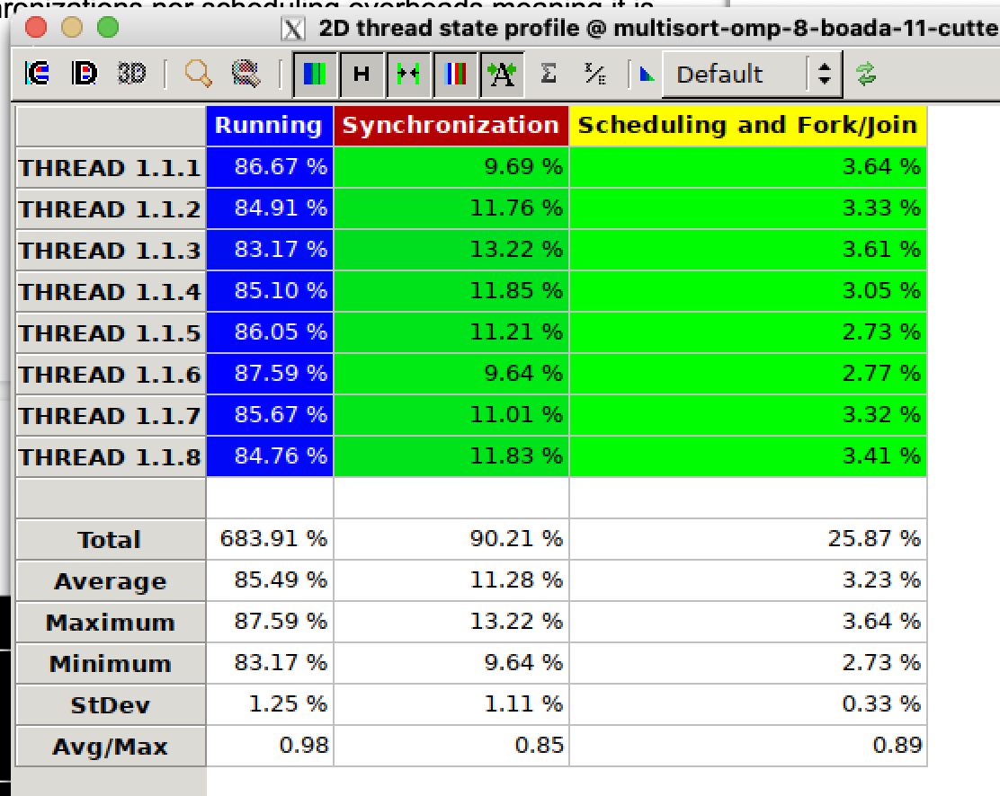 chronizations nor scheduling overheads meaning it is
2D thread state profile @ multisort-omp-8-boada-11-cutte
C D 3D H A Σ Default
Running Synchronization Scheduling and Fork/Join
THREAD 1.1.1 86.67 % 9.69 % 3.64 %
THREAD 1.1.2 84.91 % 11.76 % 3.33 %
THREAD 1.1.3 83.17 % 13.22 % 3.61 %
THREAD 1.1.4 85.10 % 11.85 % 3.05 %
THREAD 1.1.5 86.05 % 11.21 % 2.73 %
THREAD 1.1.6 87.59 % 9.64 % 2.77 %
THREAD 1.1.7 85.67 % 11.01 % 3.32 %
THREAD 1.1.8 84.76 % 11.83 % 3.41 %
Total 683.91 % 90.21 % 25.87 %
Average 85.49 % 11.28 % 3.23 %
Maximum 87.59 % 13.22 % 3.64 %
Minimum 83.17 % 9.64 % 2.73 %
StDev 1.25 % 1.11 % 0.33 %
Avg/Max 0.98 0.85 0.89